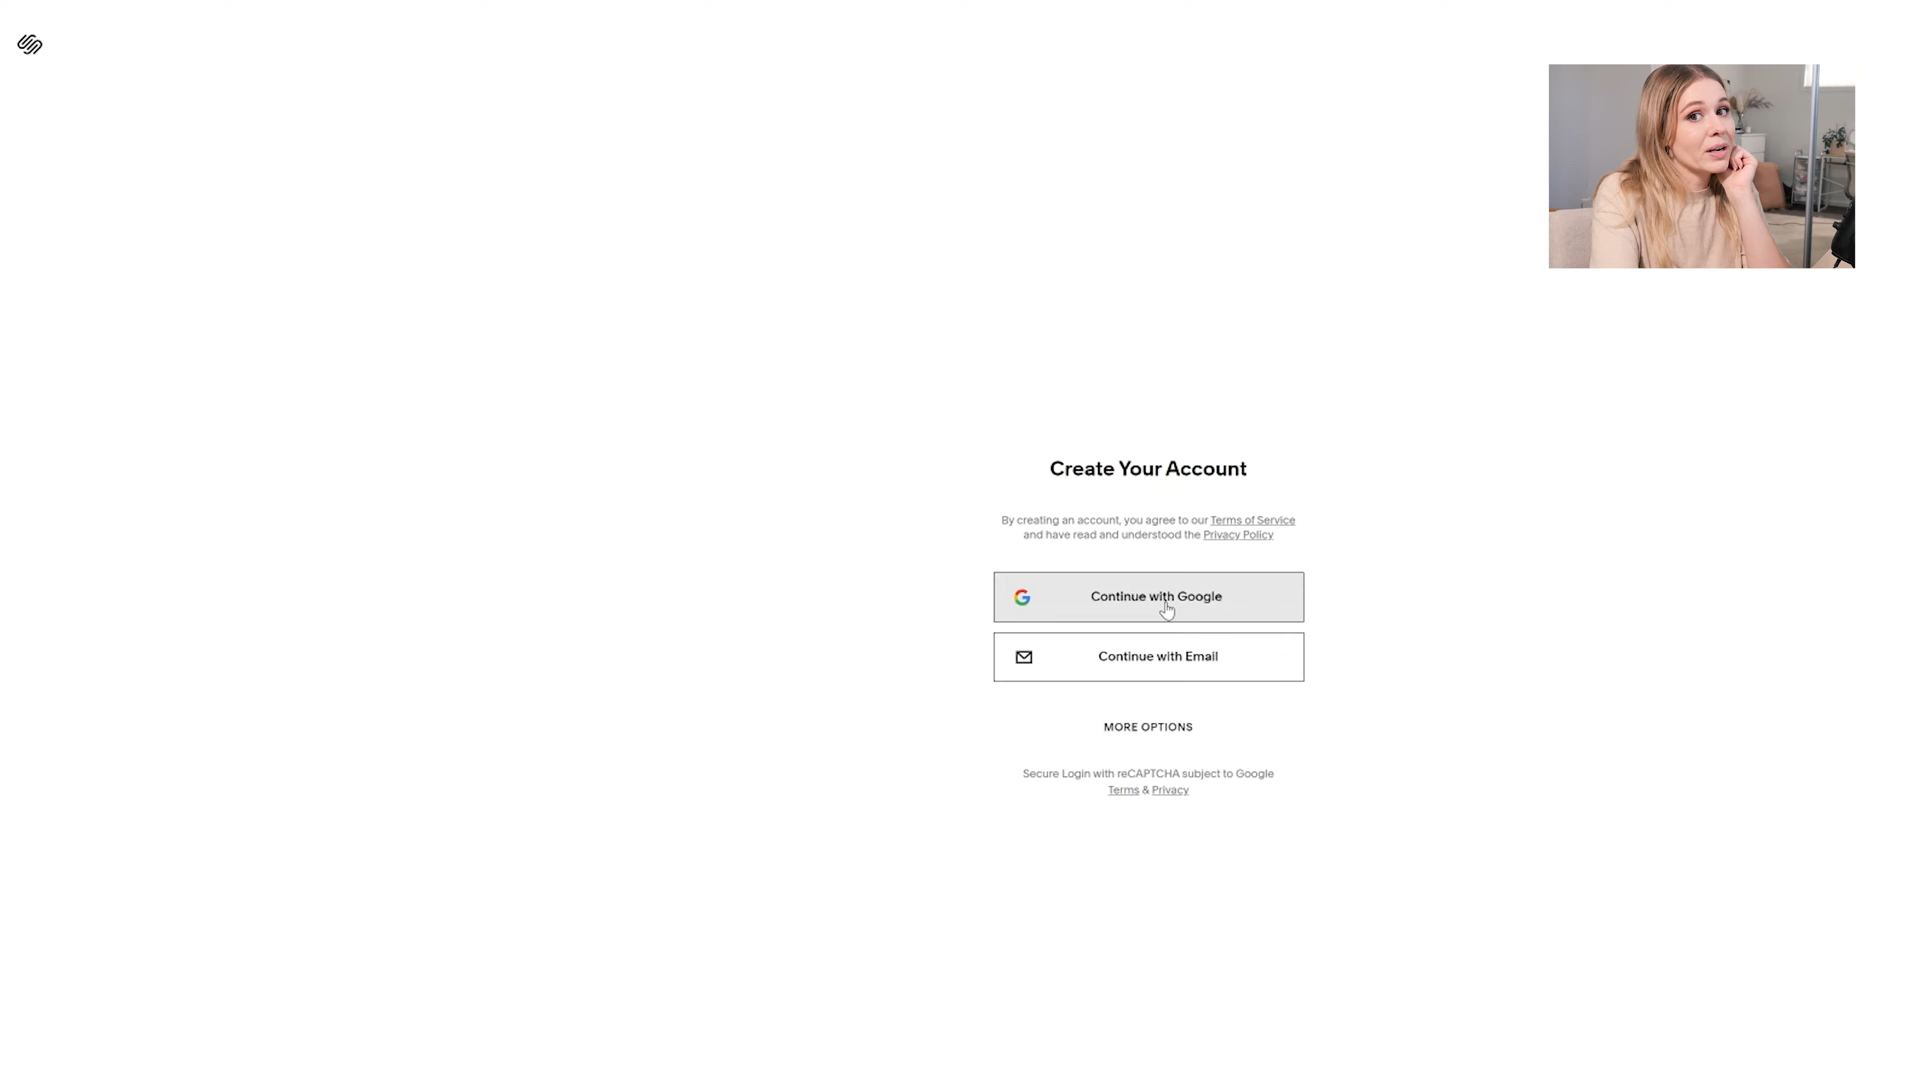 Create Your Account
By creating an account, you agree to our Terms of Service
and have read and understood the Privacy Policy
Continue with Google
Continue with Email
MORE OPTIONS
Secure Login with reCAPTCHA subject to Google
Terms & Privacy